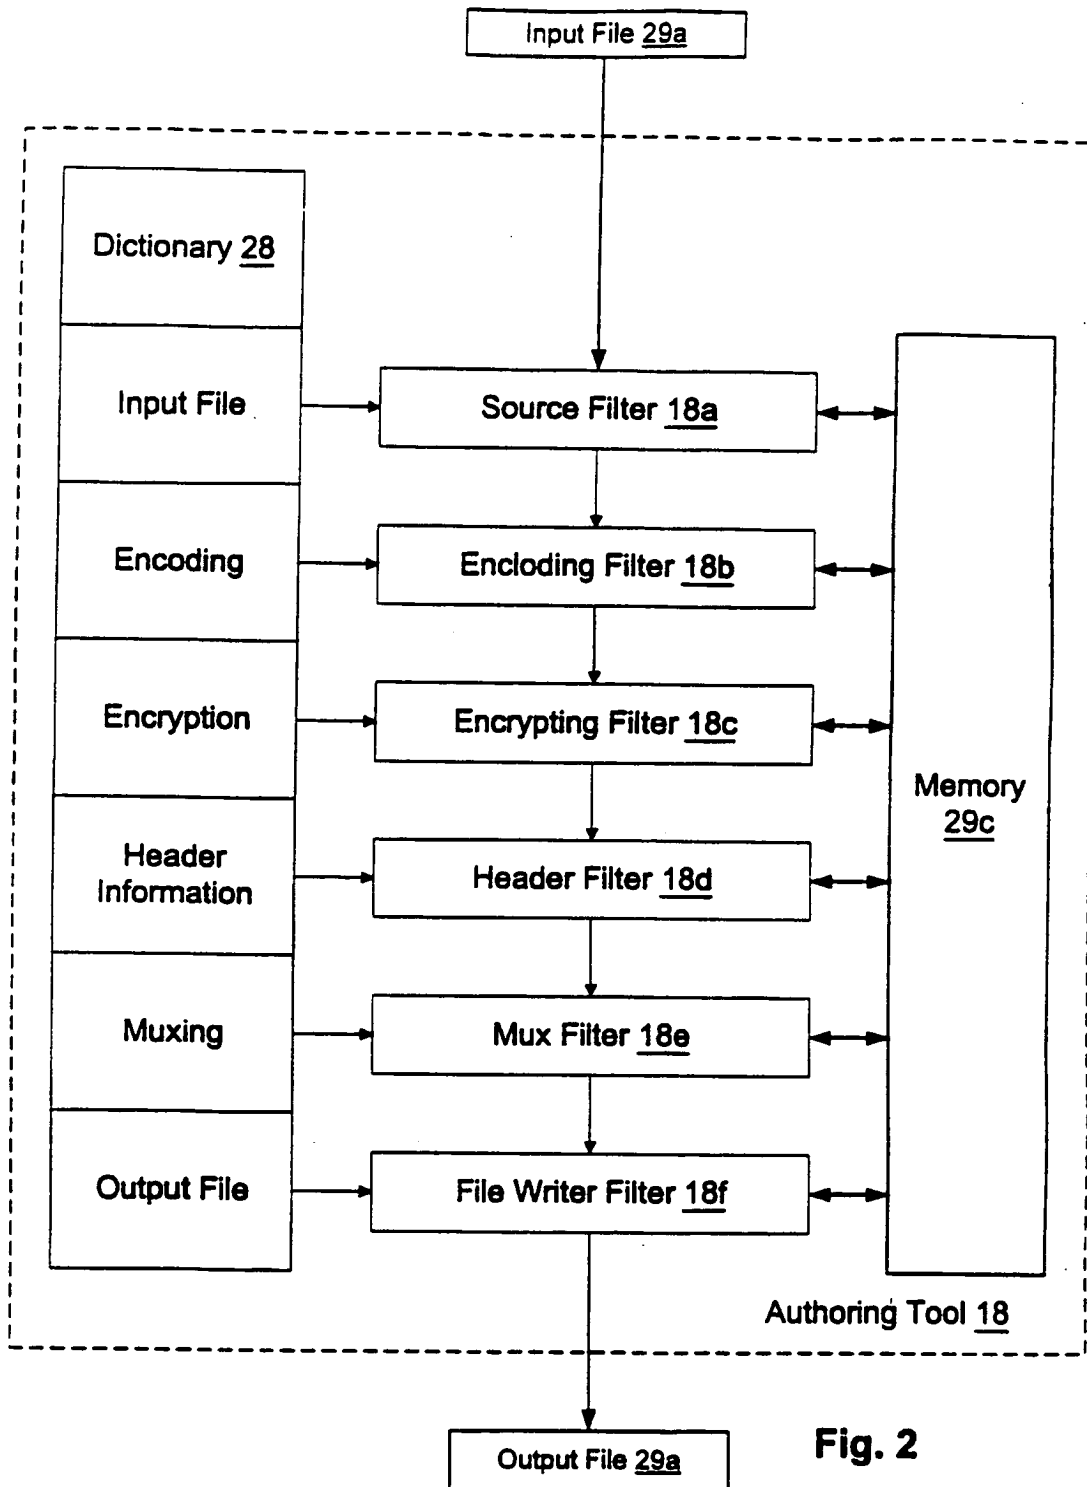 Input File 29a
Dictionary 28
Input File
Source Filter 18a
Encoding
Encloding Filter 18b
Encryption
Encrypting Filter 18c
Header
Information
Header Filter 18d
Memory
29c
Muxing
Mux Filter 18e
Output File
File Writer Filter 18f
Authoring Tool 18
Output File 29a
Fig. 2